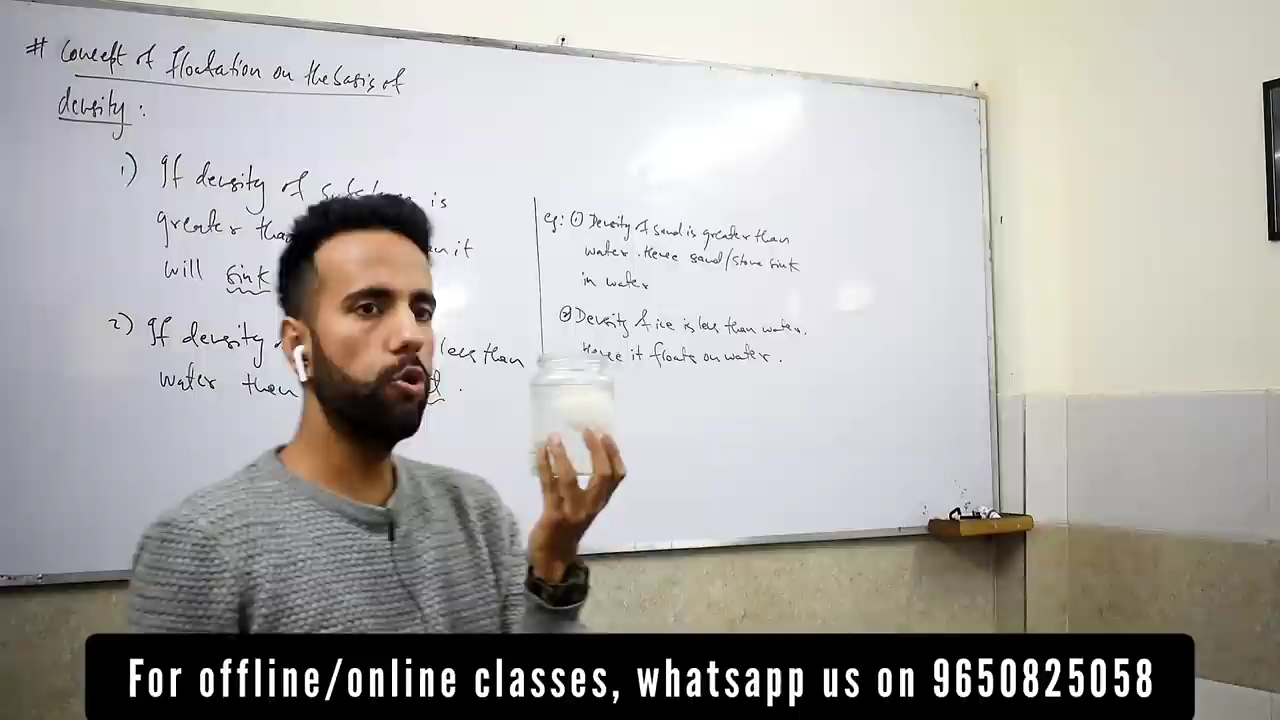 # Concept of floatation on the basis of
density :
1) If density of substance is
greater than
it
will sink
2) If density
less than
water then
eg: ① Density of sand is greater than
water. Hence sand/stone sink
in water
② Density of ice is less than water.
Hence it floats on water.
For offline/online classes, whatsapp us on 9650825058